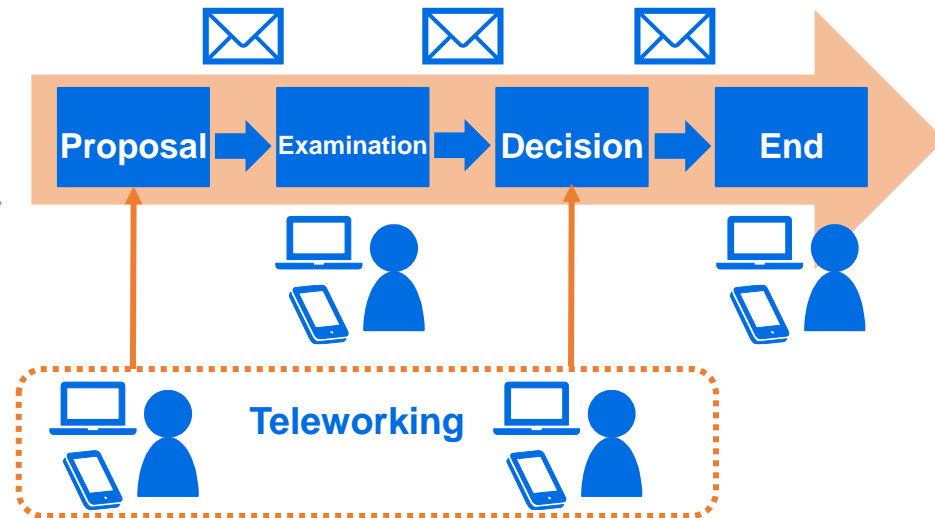 Proposal
Examination
Decision
End
Teleworking